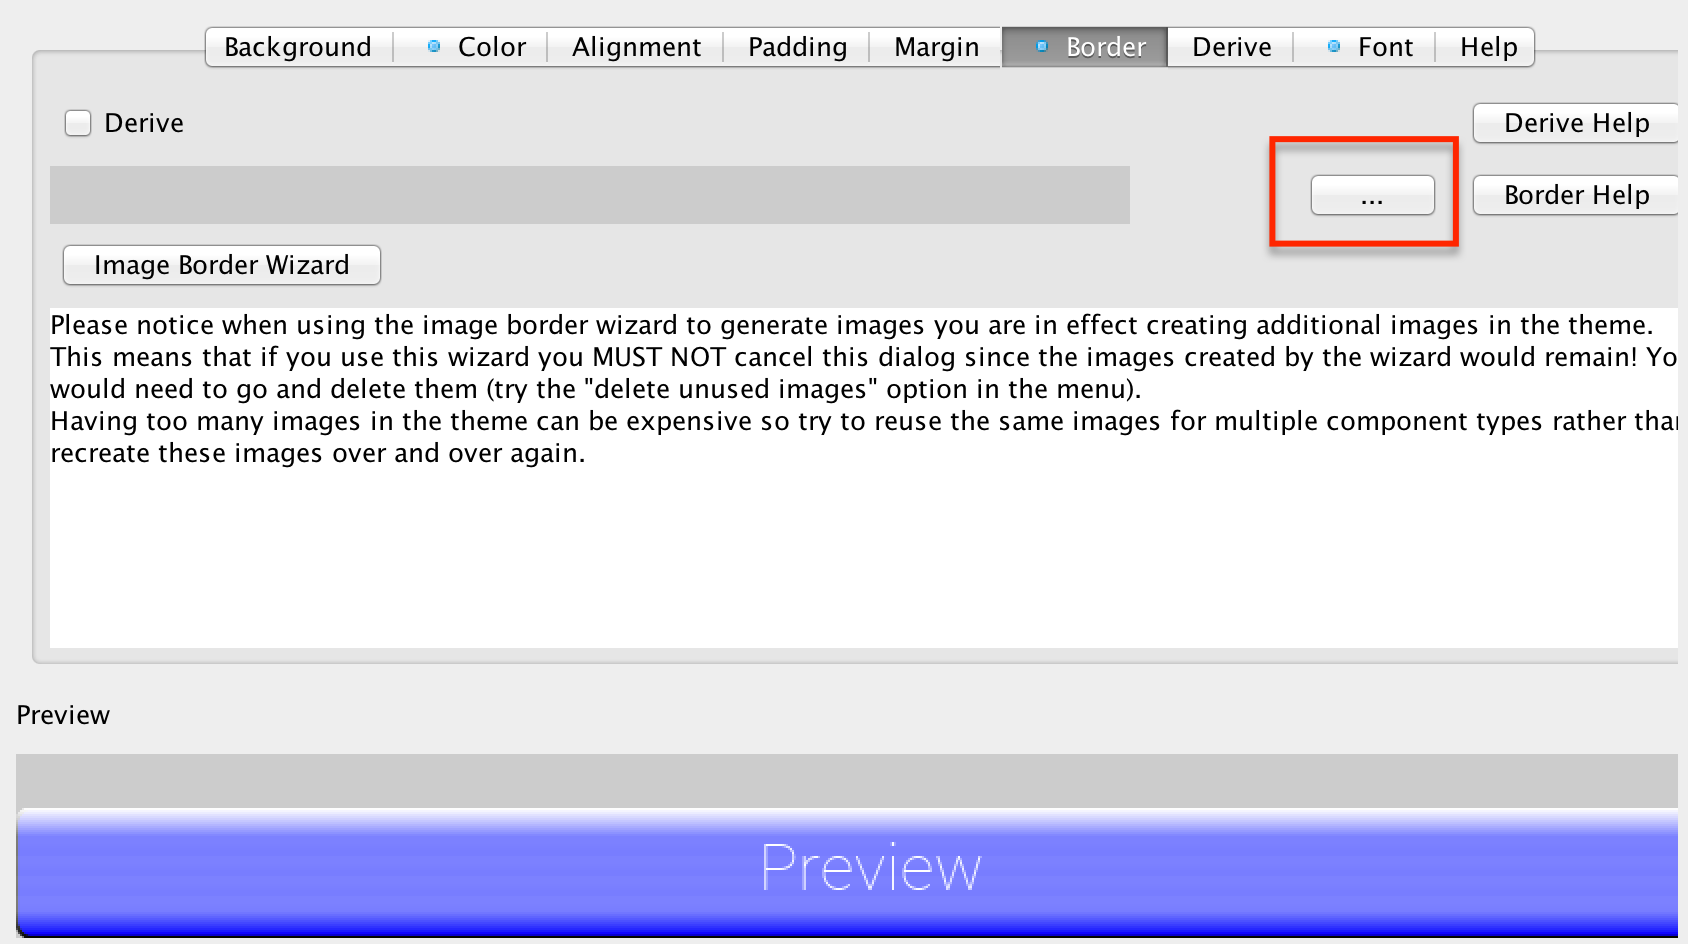 Background Color Alignment Padding Margin Border Derive Font Help
Derive
Derive Help
...
Border Help
Image Border Wizard
Please notice when using the image border wizard to generate images you are in effect creating additional images in the theme.
This means that if you use this wizard you MUST NOT cancel this dialog since the images created by the wizard would remain! Yo
would need to go and delete them (try the "delete unused images" option in the menu).
Having too many images in the theme can be expensive so try to reuse the same images for multiple component types rather than
recreate these images over and over again.
Preview
Preview